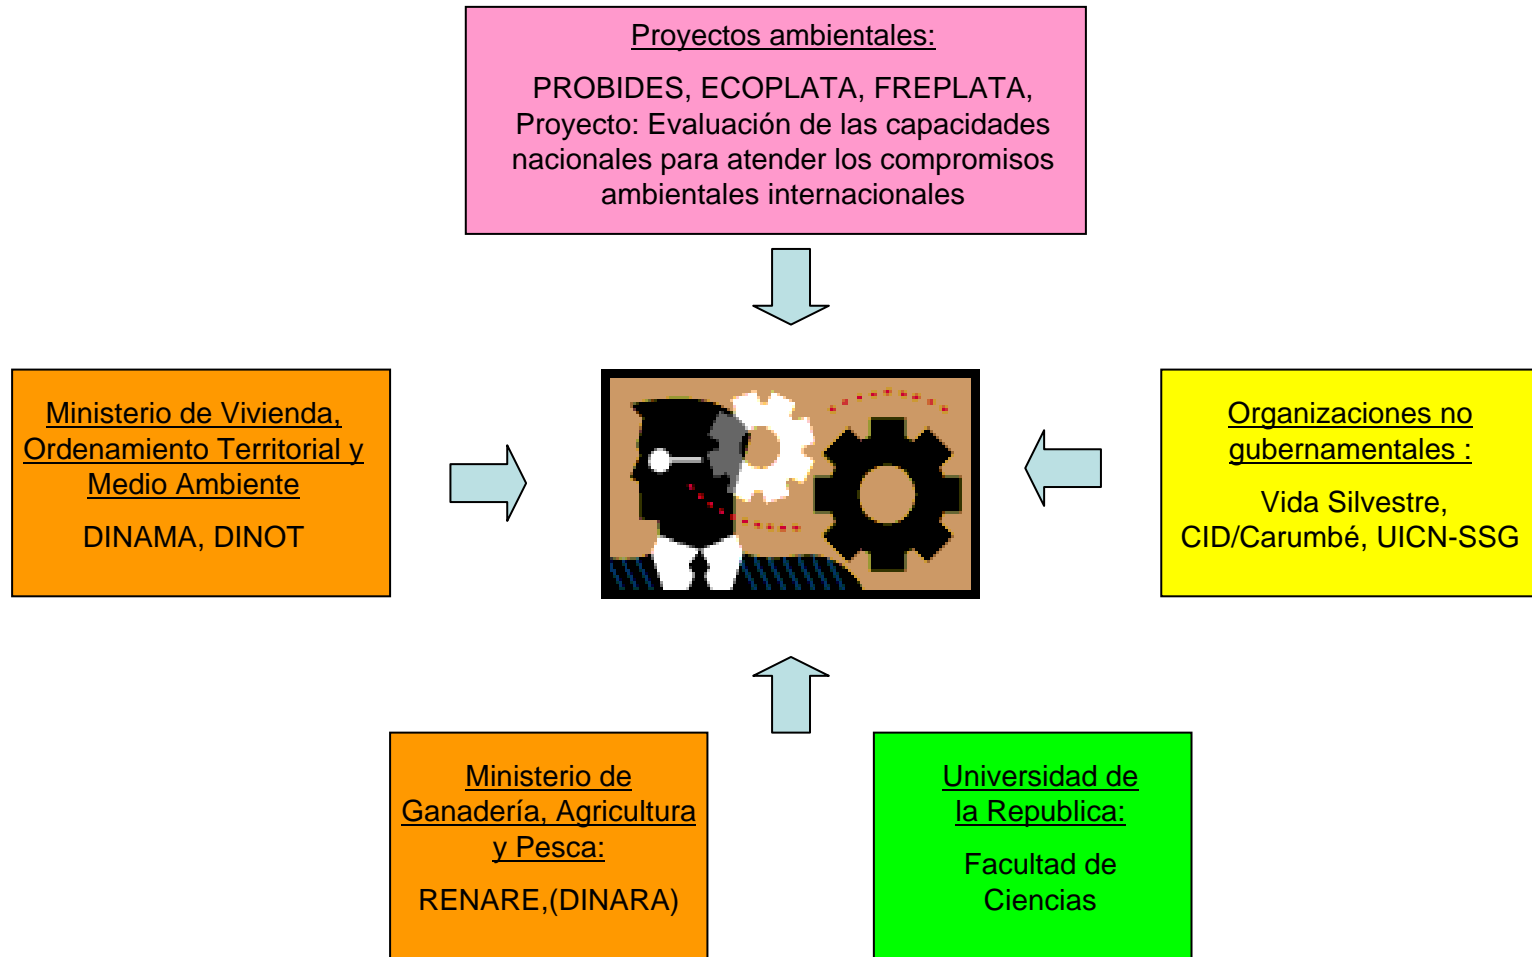 Proyectos ambientales:
PROBIDES, ECOPLATA, FREPLATA,
Proyecto: Evaluación de las capacidades
nacionales para atender los compromisos
ambientales internacionales
Ministerio de Vivienda,
Ordenamiento Territorial y
Medio Ambiente
DINAMA, DINOT
Organizaciones no
gubernamentales :
Vida Silvestre,
CID/Carumbé, UICN-SSG
Ministerio de
Ganadería, Agricultura
y Pesca:
RENARE,(DINARA)
Universidad de
la Republica:
Facultad de
Ciencias